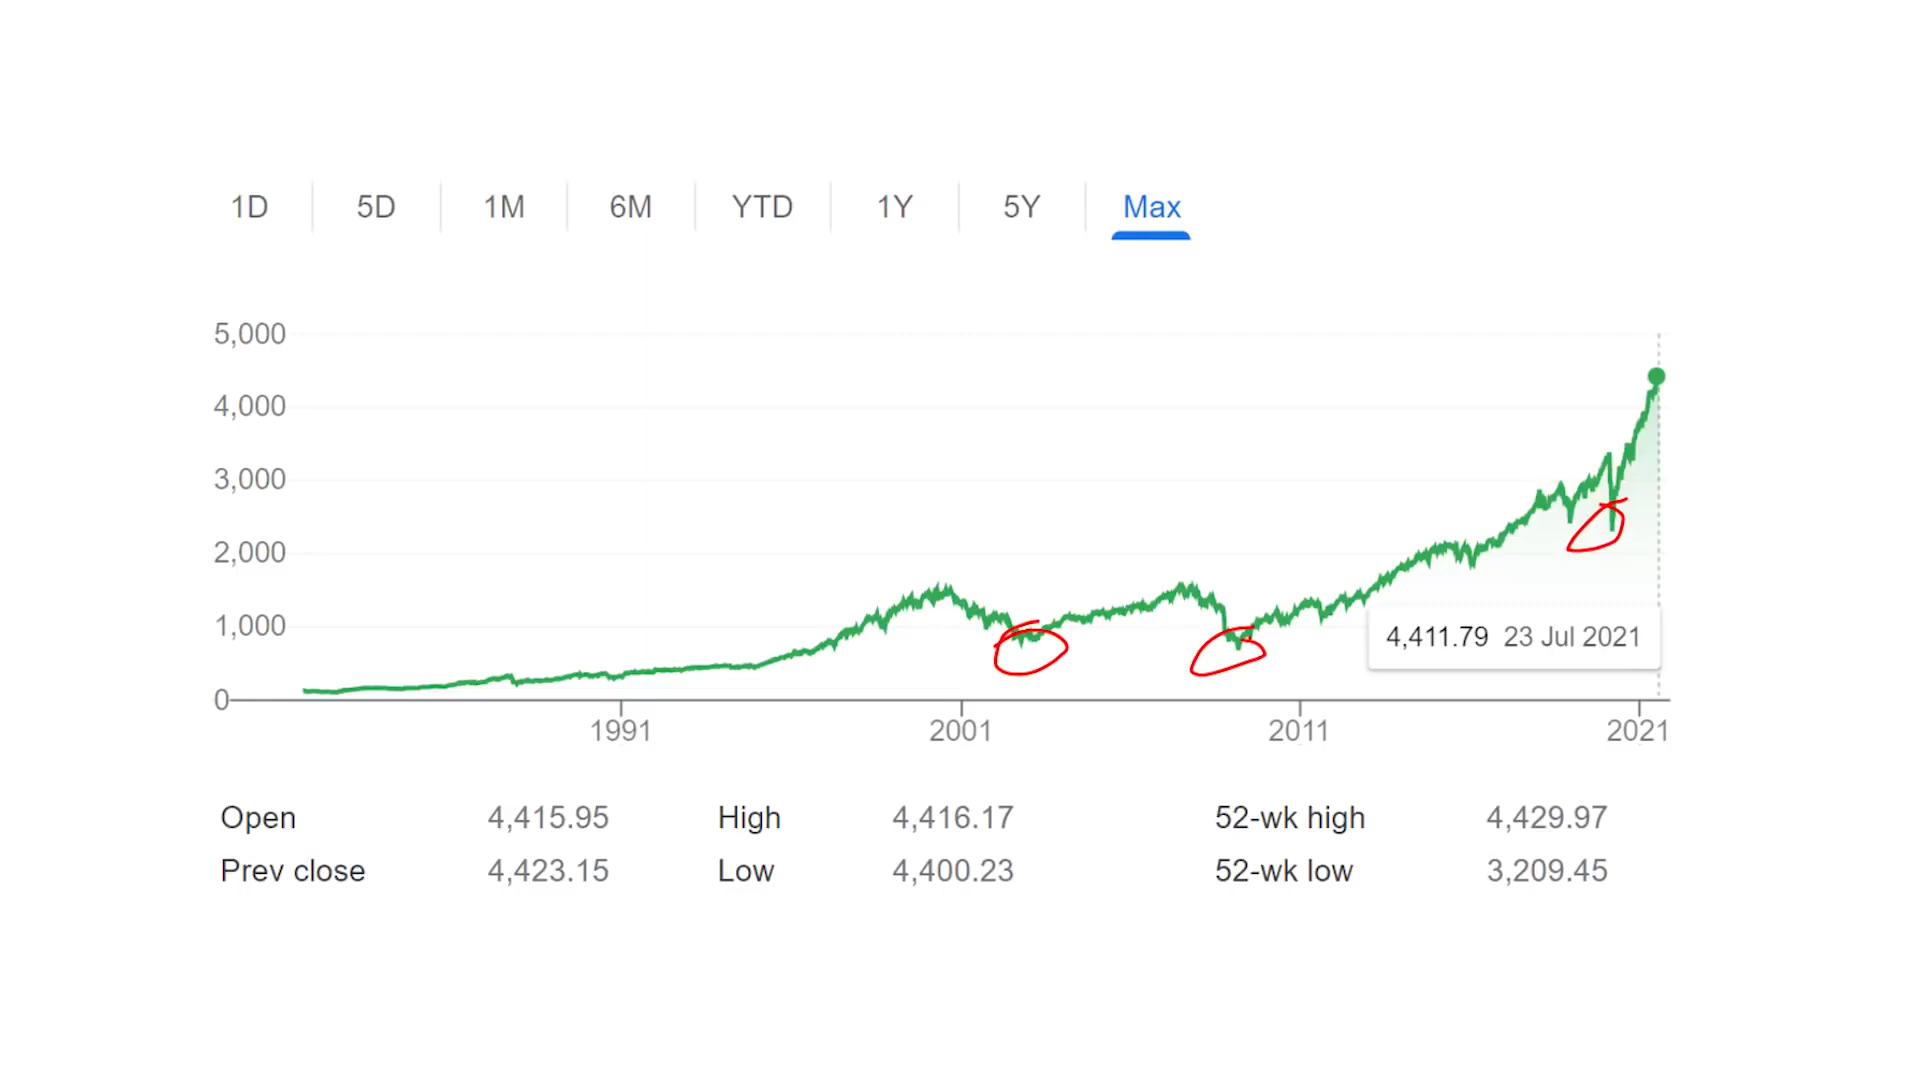 1D 5D 1M 6M YTD 1Y 5Y Max
5,000
4,000
3,000
2,000
1,000
4,411.79 23 Jul 2021
0
1991 2001 2011 2021
Open 4,415.95 High 4,416.17 52-wk high 4,429.97
Prev close 4,423.15 Low 4,400.23 52-wk low 3,209.45